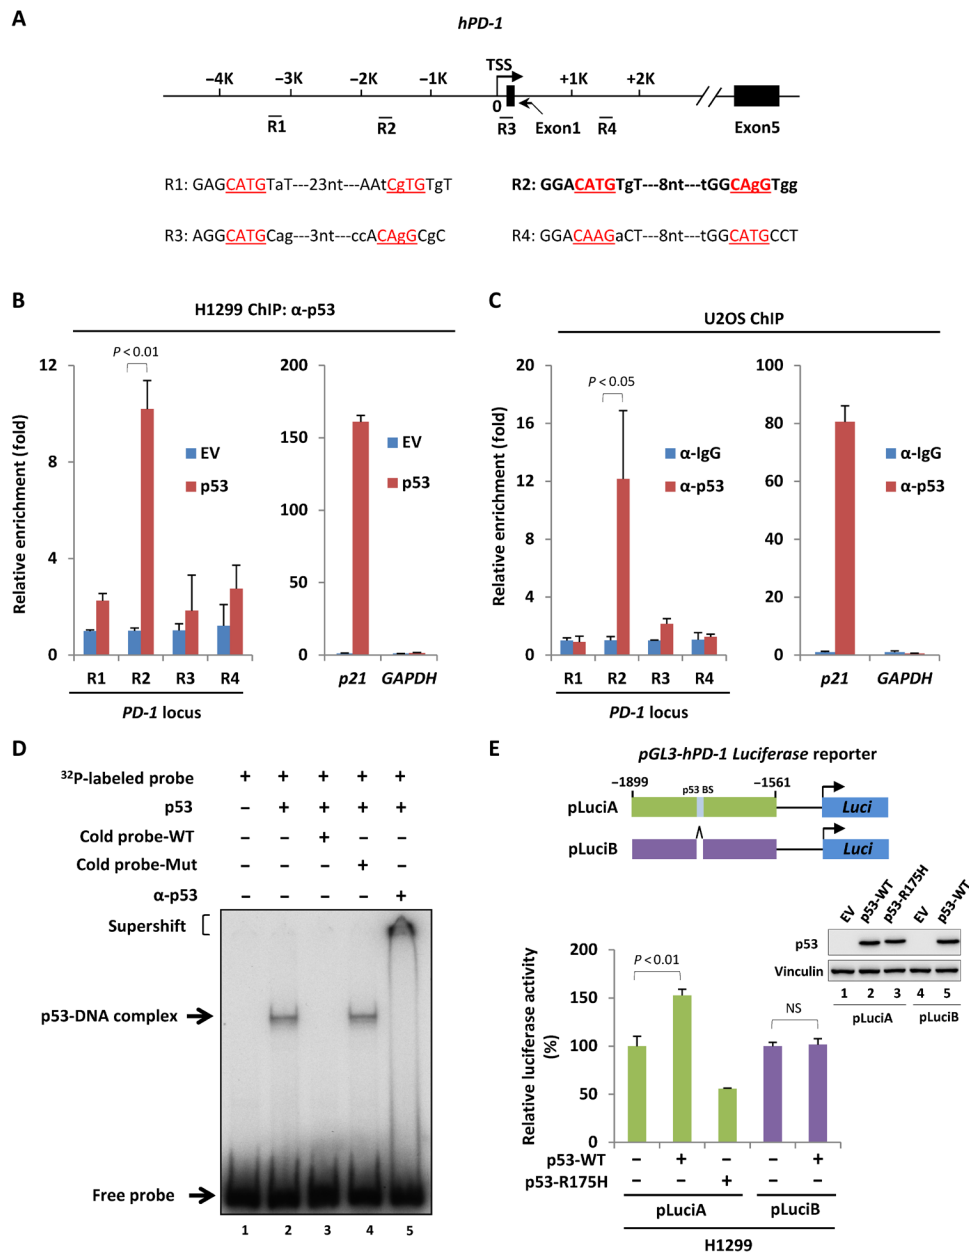 A
hPD-1
TSS
−4K −3K −2K −1K +1K +2K
0
R1 R2 R3 Exon1 R4 Exon5
R1: GAGCATGTaT---23nt---AAtCgTGTgT
R2: GGACATGTgT---8nt---tGGCAgGTgg
R3: AGGCATGCag---3nt---ccACAgGCgC
R4: GGACAAGaCT---8nt---tGGCATGCCT
B
H1299 ChIP: α-p53
Relative enrichment (fold)
12
8
4
0
P < 0.01
EV
p53
R1 R2 R3 R4
PD-1 locus
200
150
100
50
0
EV
p53
p21 GAPDH
C
U2OS ChIP
Relative enrichment (fold)
20
16
12
8
4
0
P < 0.05
α-IgG
α-p53
R1 R2 R3 R4
PD-1 locus
100
80
60
40
20
0
α-IgG
α-p53
p21 GAPDH
D
32P-labeled probe + + + + +
p53 − + + + +
Cold probe-WT − − + − −
Cold probe-Mut − − − + −
α-p53 − − − − +
Supershift
p53-DNA complex
Free probe
1 2 3 4 5
E
pGL3-hPD-1 Luciferase reporter
−1899 p53 BS −1561
pLuciA Luci
pLuciB Luci
EV p53-WT p53-R175H EV p53-WT
p53
Vinculin
1 2 3 4 5
pLuciA pLuciB
Relative luciferase activity (%)
200
150
100
50
0
P < 0.01
NS
p53-WT − + − − +
p53-R175H − − + − −
pLuciA pLuciB
H1299